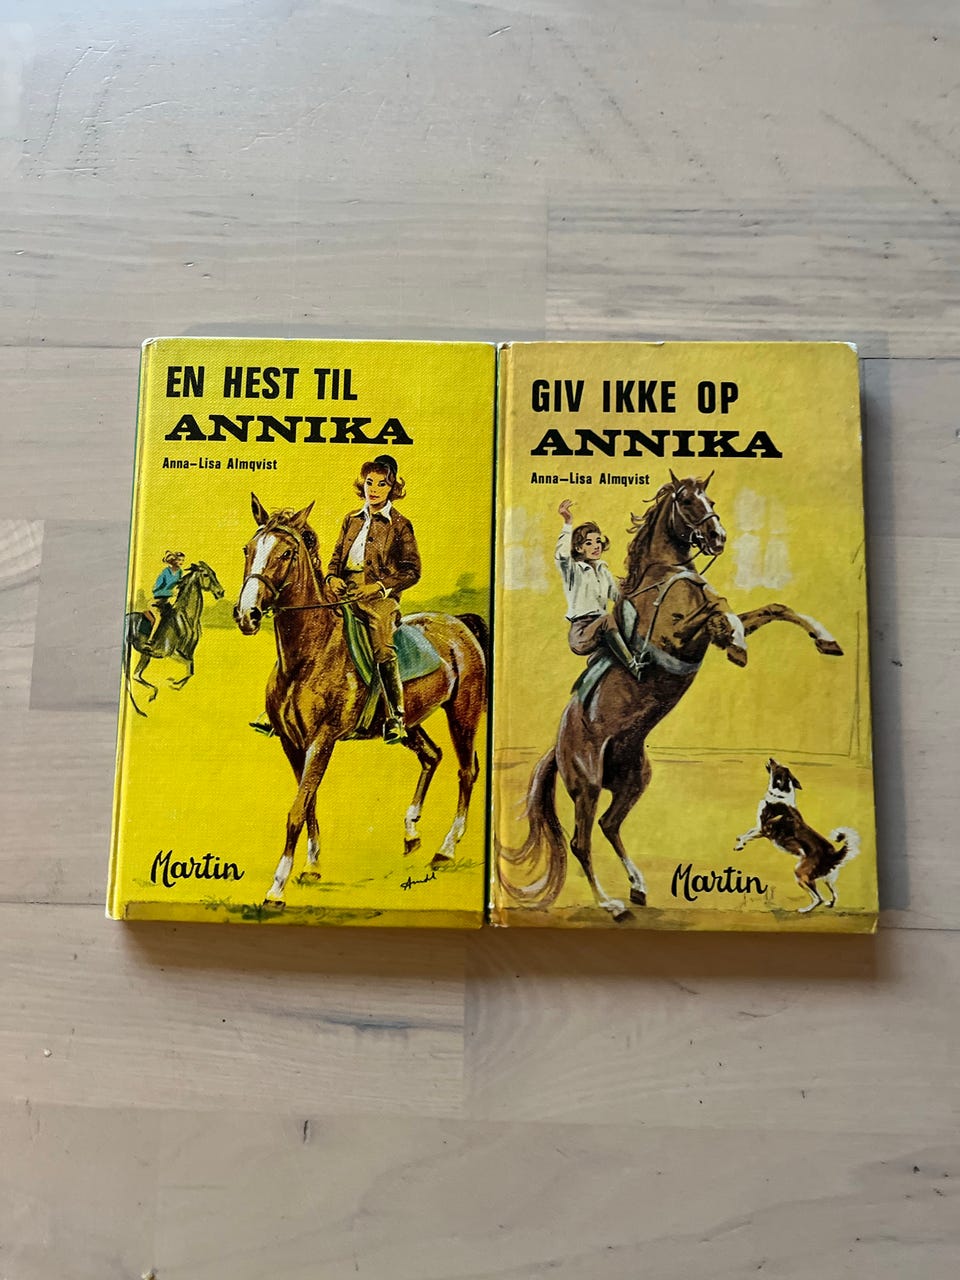 EN HEST TIL
ANNIKA
Anna-Lisa Almqvist
Martin
GIV IKKE OP
ANNIKA
Anna-Lisa Almqvist
Martin